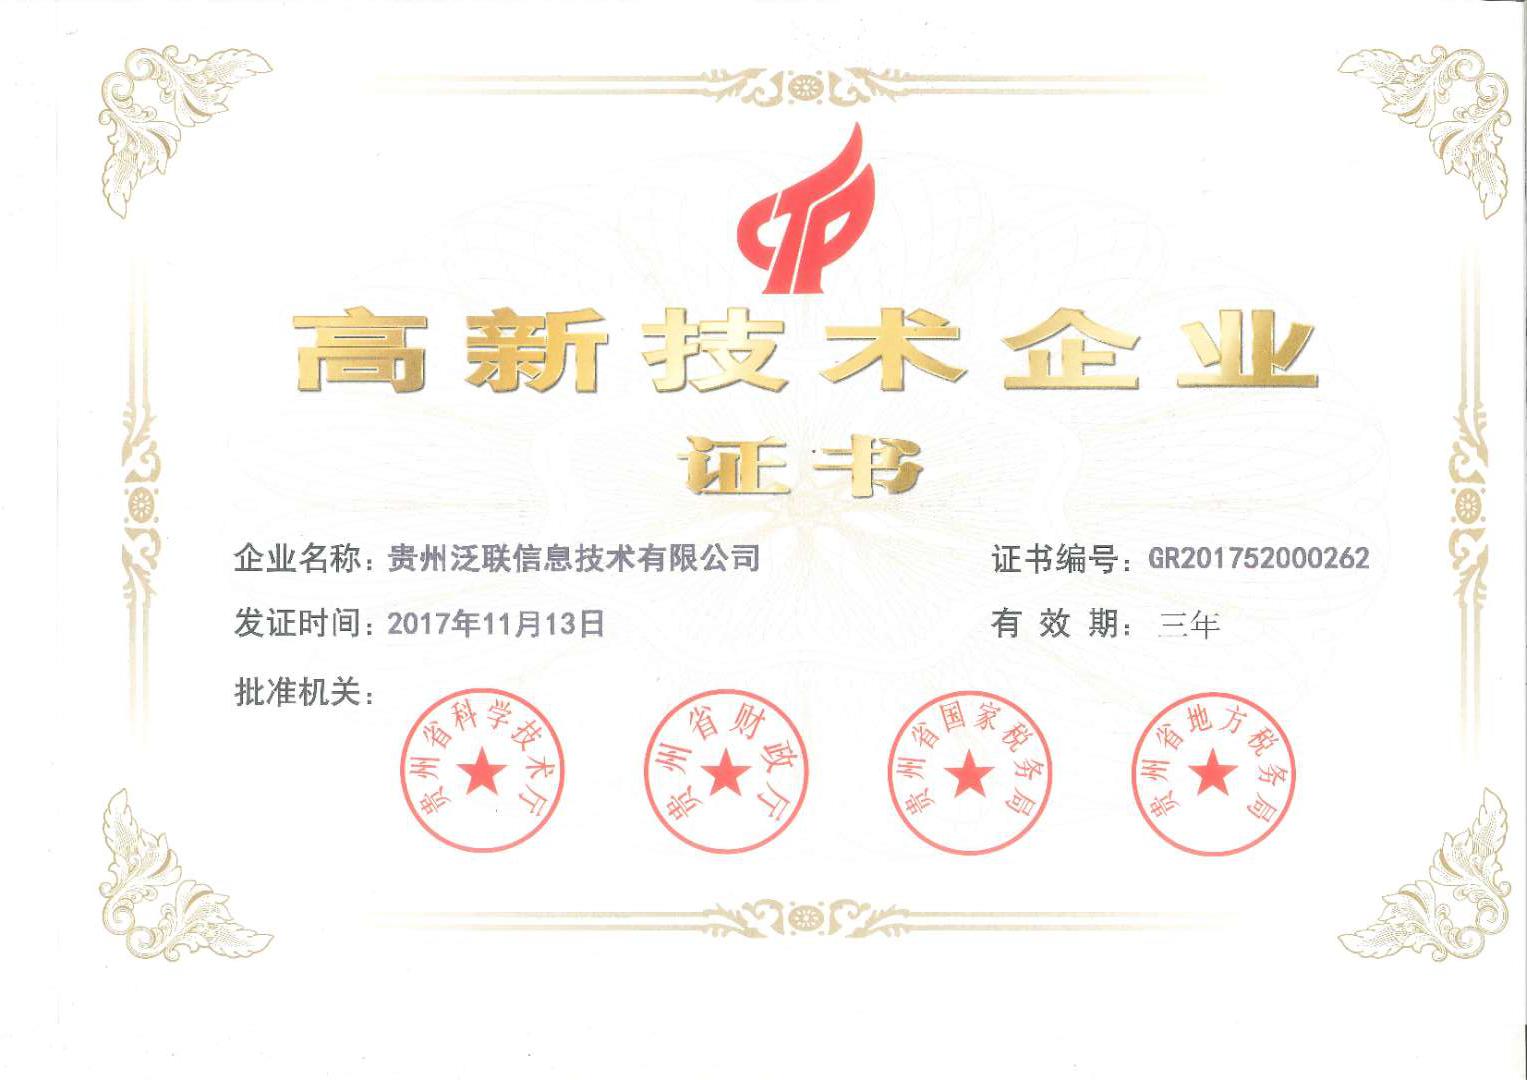 高新技术企业
证书
企业名称：贵州泛联信息技术有限公司
证书编号：GR201752000262
发证时间：2017年11月13日
有效期：三年
批准机关：
贵州省科学技术厅
贵州省财政厅
贵州省国家税务局
贵州省地方税务局